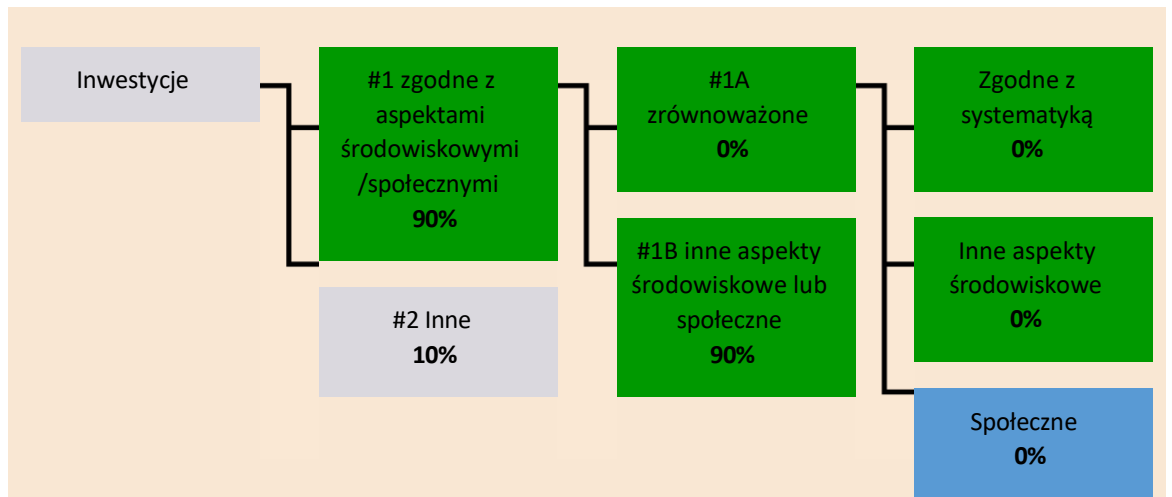 Inwestycje
#1 zgodne z
aspektami
środowiskowymi
/społecznymi
90%
#2 Inne
10%
#1A
zrównoważone
0%
#1B inne aspekty
środowiskowe lub
społeczne
90%
Zgodne z
systematyką
0%
Inne aspekty
środowiskowe
0%
Społeczne
0%